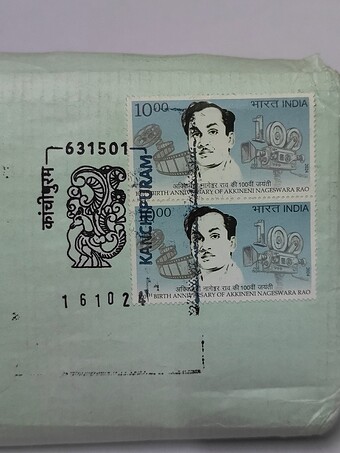 10.00 भारत INDIA
100
अक्किनेनी नागेश्वर राव की 100वीं जयंती
BIRTH ANNIVERSARY OF AKKINENI NAGESWARA RAO
.00 भारत INDIA
100
अक्किनेनी नागेश्वर राव की 100वीं जयंती
BIRTH ANNIVERSARY OF AKKINENI NAGESWARA RAO
631501
कांचीपुरम
KANCHIPURAM
161024